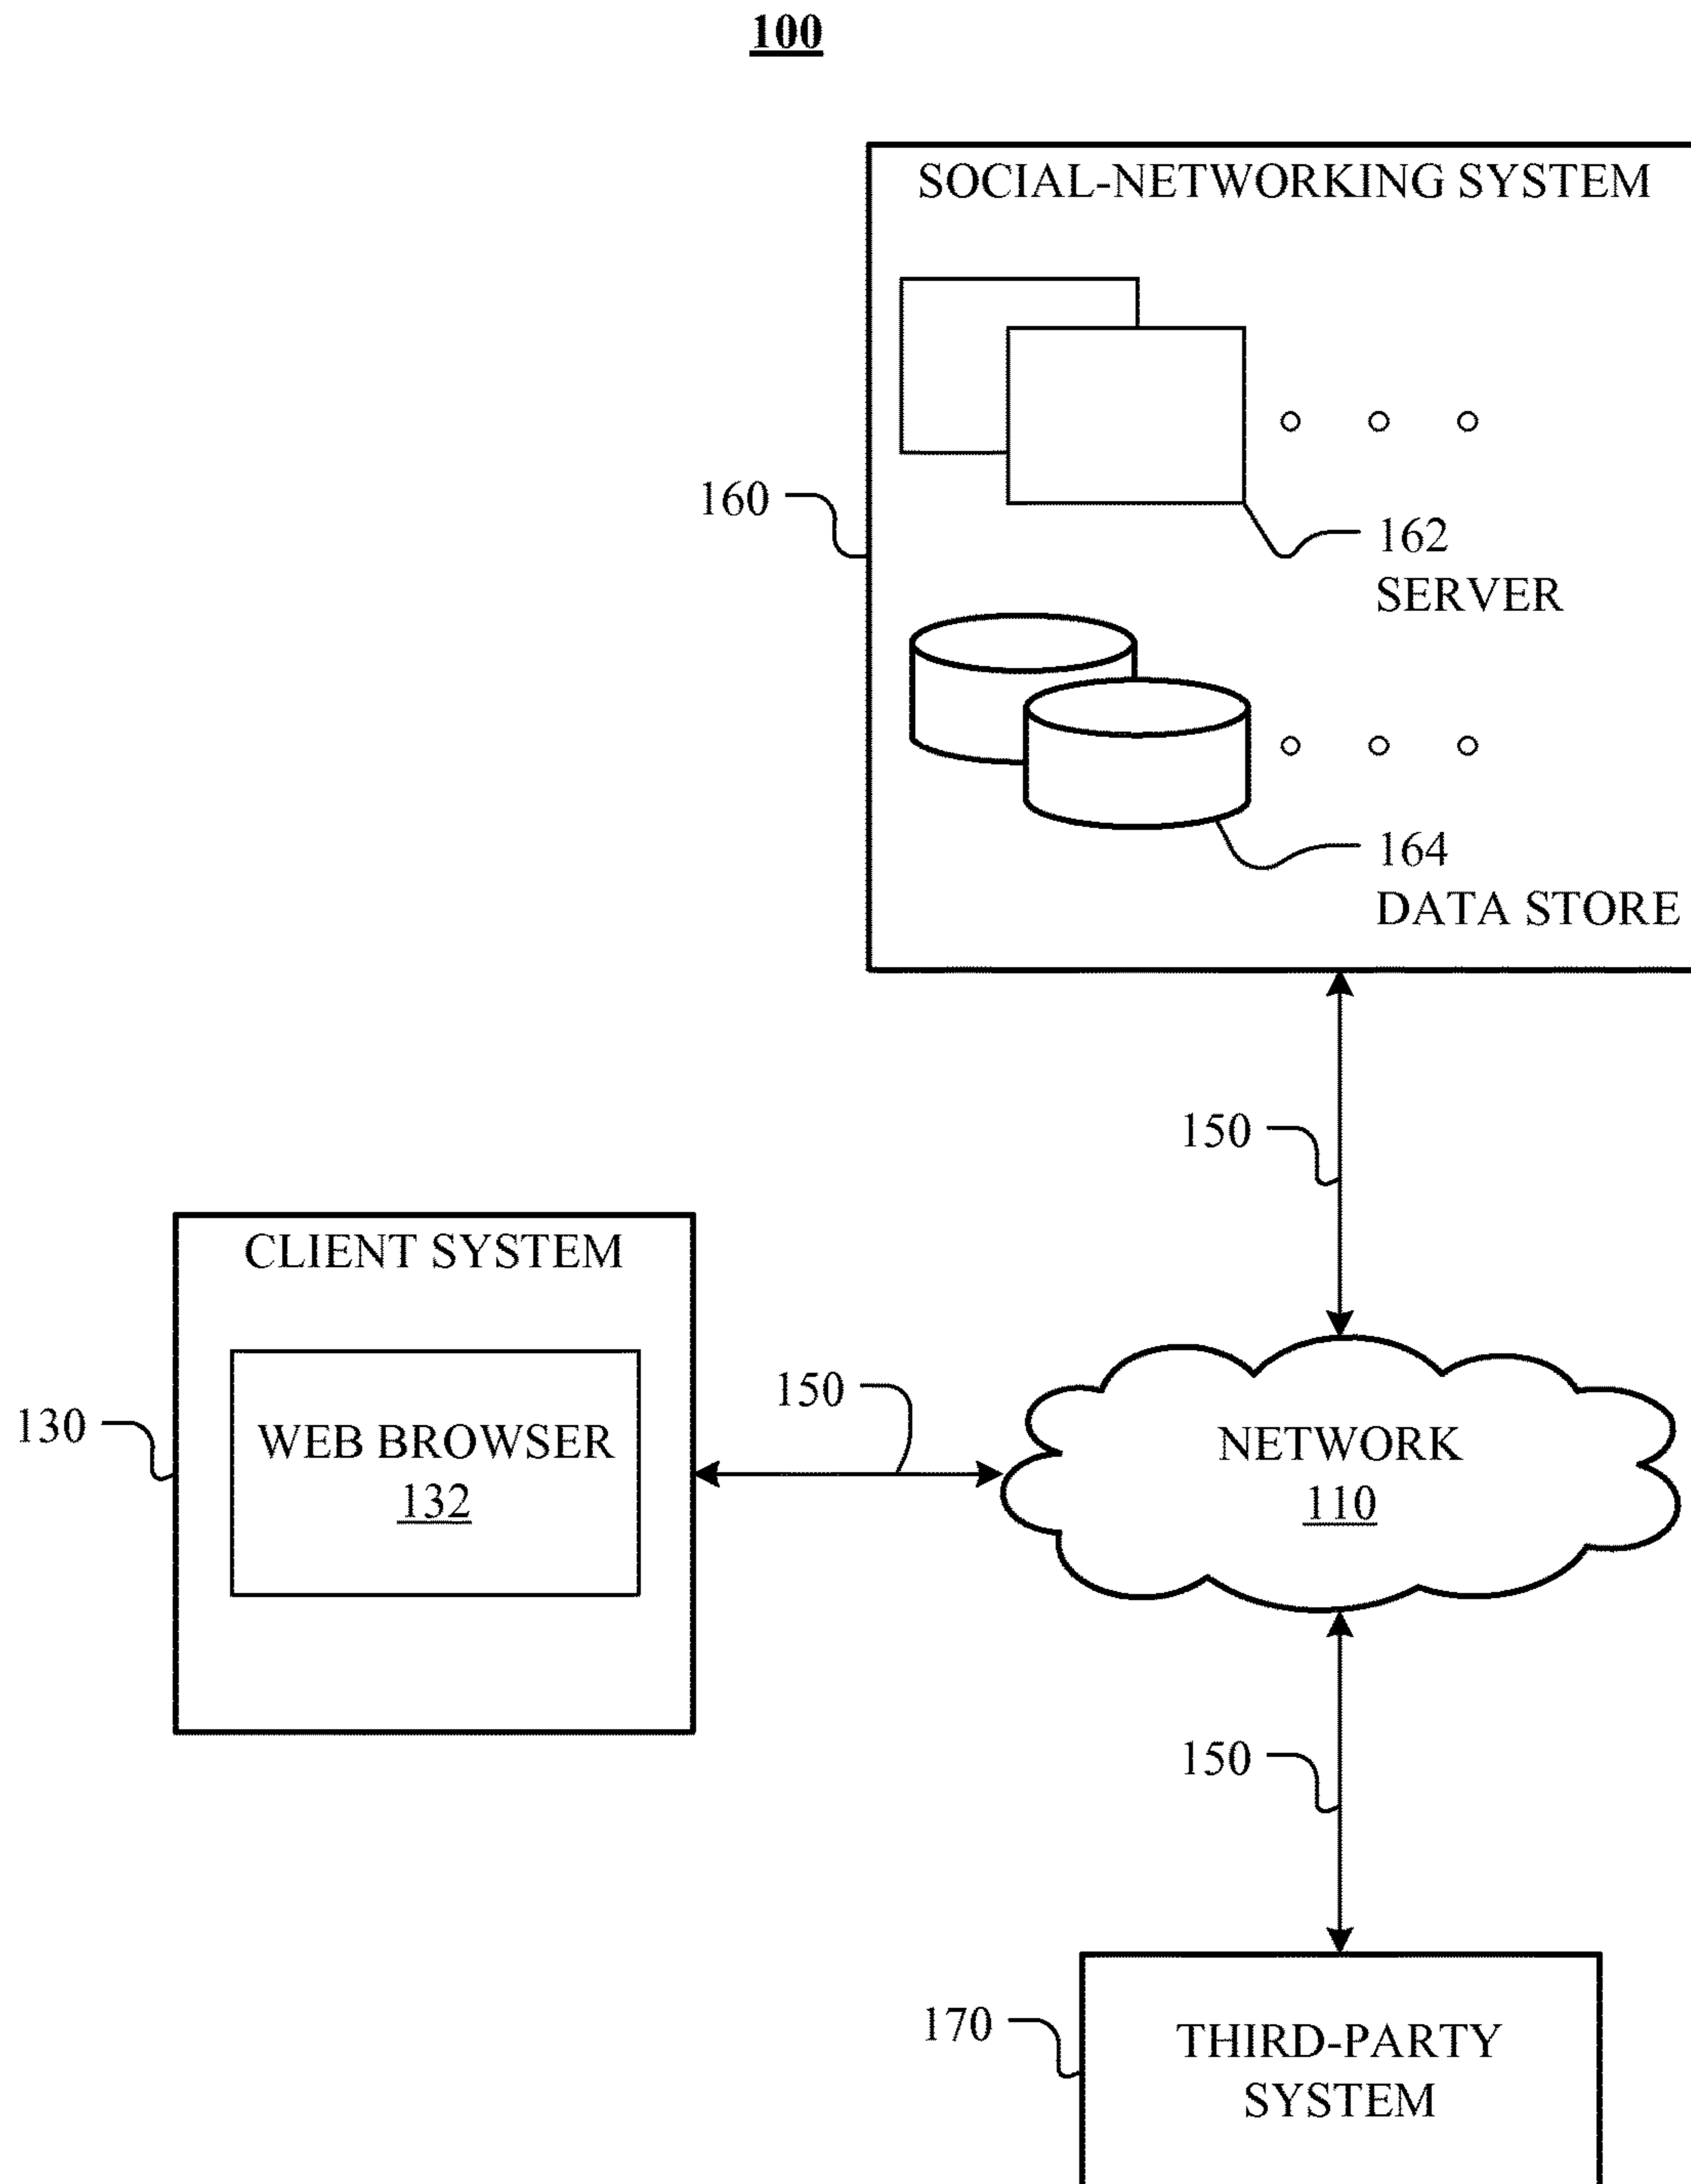 100
SOCIAL-NETWORKING SYSTEM
160
162
SERVER
164
DATA STORE
150
CLIENT SYSTEM
130
WEB BROWSER
132
150
NETWORK
110
150
170
THIRD-PARTY
SYSTEM